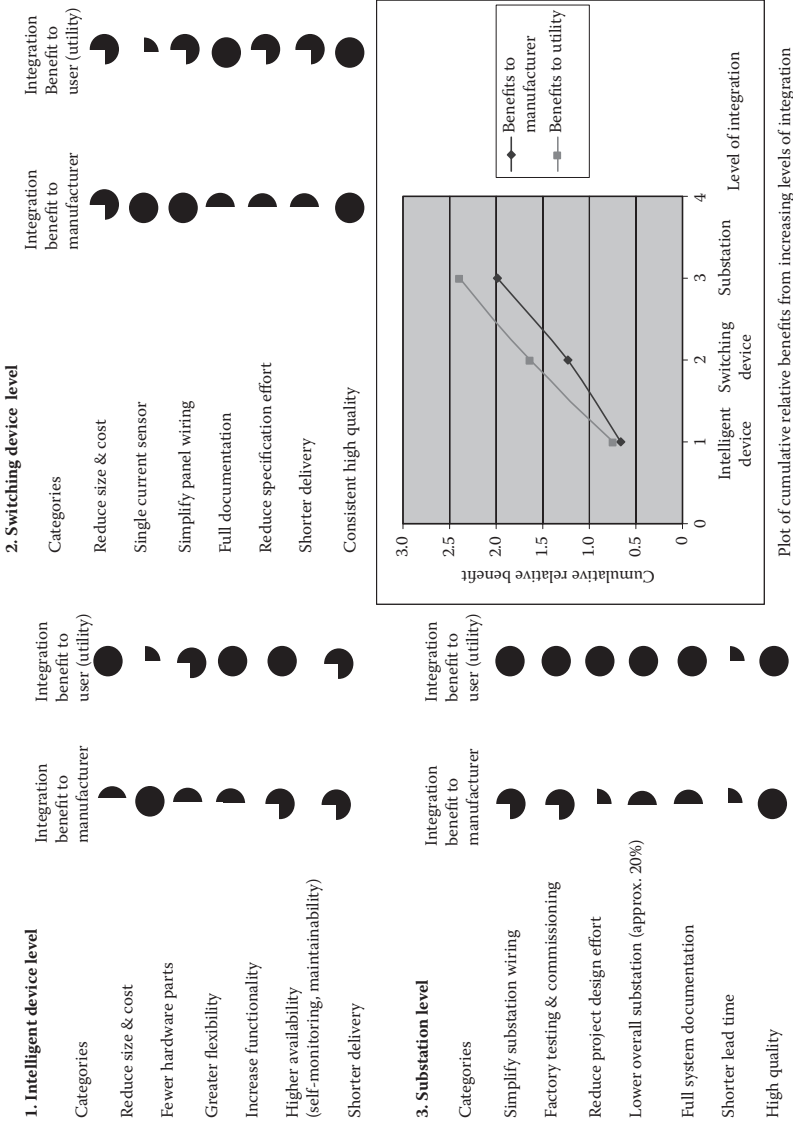 1. Intelligent device level
Categories
Integration
benefit to
manufacturer
Integration
benefit to
user (utility)
Reduce size & cost
Fewer hardware parts
Greater flexibility
Increase functionality
Higher availability
(self-monitoring, maintainability)
Shorter delivery
2. Switching device level
Categories
Integration
benefit to
manufacturer
Integration
Benefit to
user (utility)
Reduce size & cost
Single current sensor
Simplify panel wiring
Full documentation
Reduce specification effort
Shorter delivery
Consistent high quality
3. Substation level
Categories
Integration
benefit to
manufacturer
Integration
benefit to
user (utility)
Simplify substation wiring
Factory testing & commissioning
Reduce project design effort
Lower overall substation (approx. 20%)
Full system documentation
Shorter lead time
High quality
Cumulative relative benefit
3.0
2.5
2.0
1.5
1.0
0.5
0
0 1 2 3 4
Intelligent
device
Switching
device
Substation
Level of integration
Benefits to
manufacturer
Benefits to utility
Plot of cumulative relative benefits from increasing levels of integration